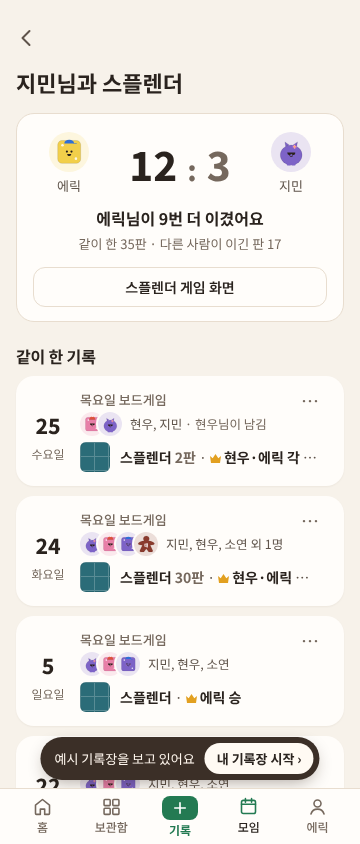 지민님과 스플렌더
12 : 3
에릭 지민
에릭님이 9번 더 이겼어요
같이 한 35판 · 다른 사람이 이긴 판 17
스플렌더 게임 화면
같이 한 기록
목요일 보드게임 ···
25 현우, 지민 · 현우님이 남김
수요일 스플렌더 2판 · 현우·에릭 각 ···
목요일 보드게임 ···
24 지민, 현우, 소연 외 1명
화요일 스플렌더 30판 · 현우·에릭 ···
목요일 보드게임 ···
5 지민, 현우, 소연
일요일 스플렌더 · 에릭 승
예시 기록장을 보고 있어요 내 기록장 시작 ›
22 지민, 현우, 소연
홈 보관함 기록 모임 에릭